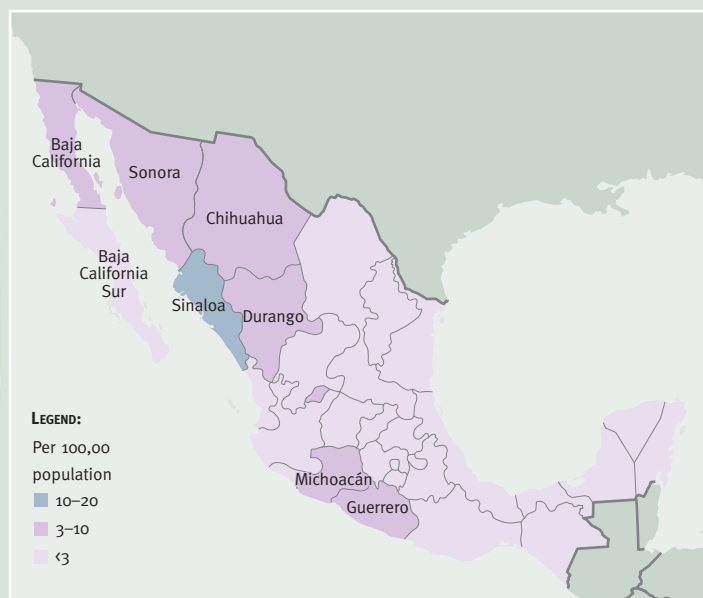 Baja
California
Sonora
Chihuahua
Baja
California
Sur
Sinaloa
Durango
Michoacán
Guerrero
LEGEND:
Per 100,00
population
10–20
3–10
<3